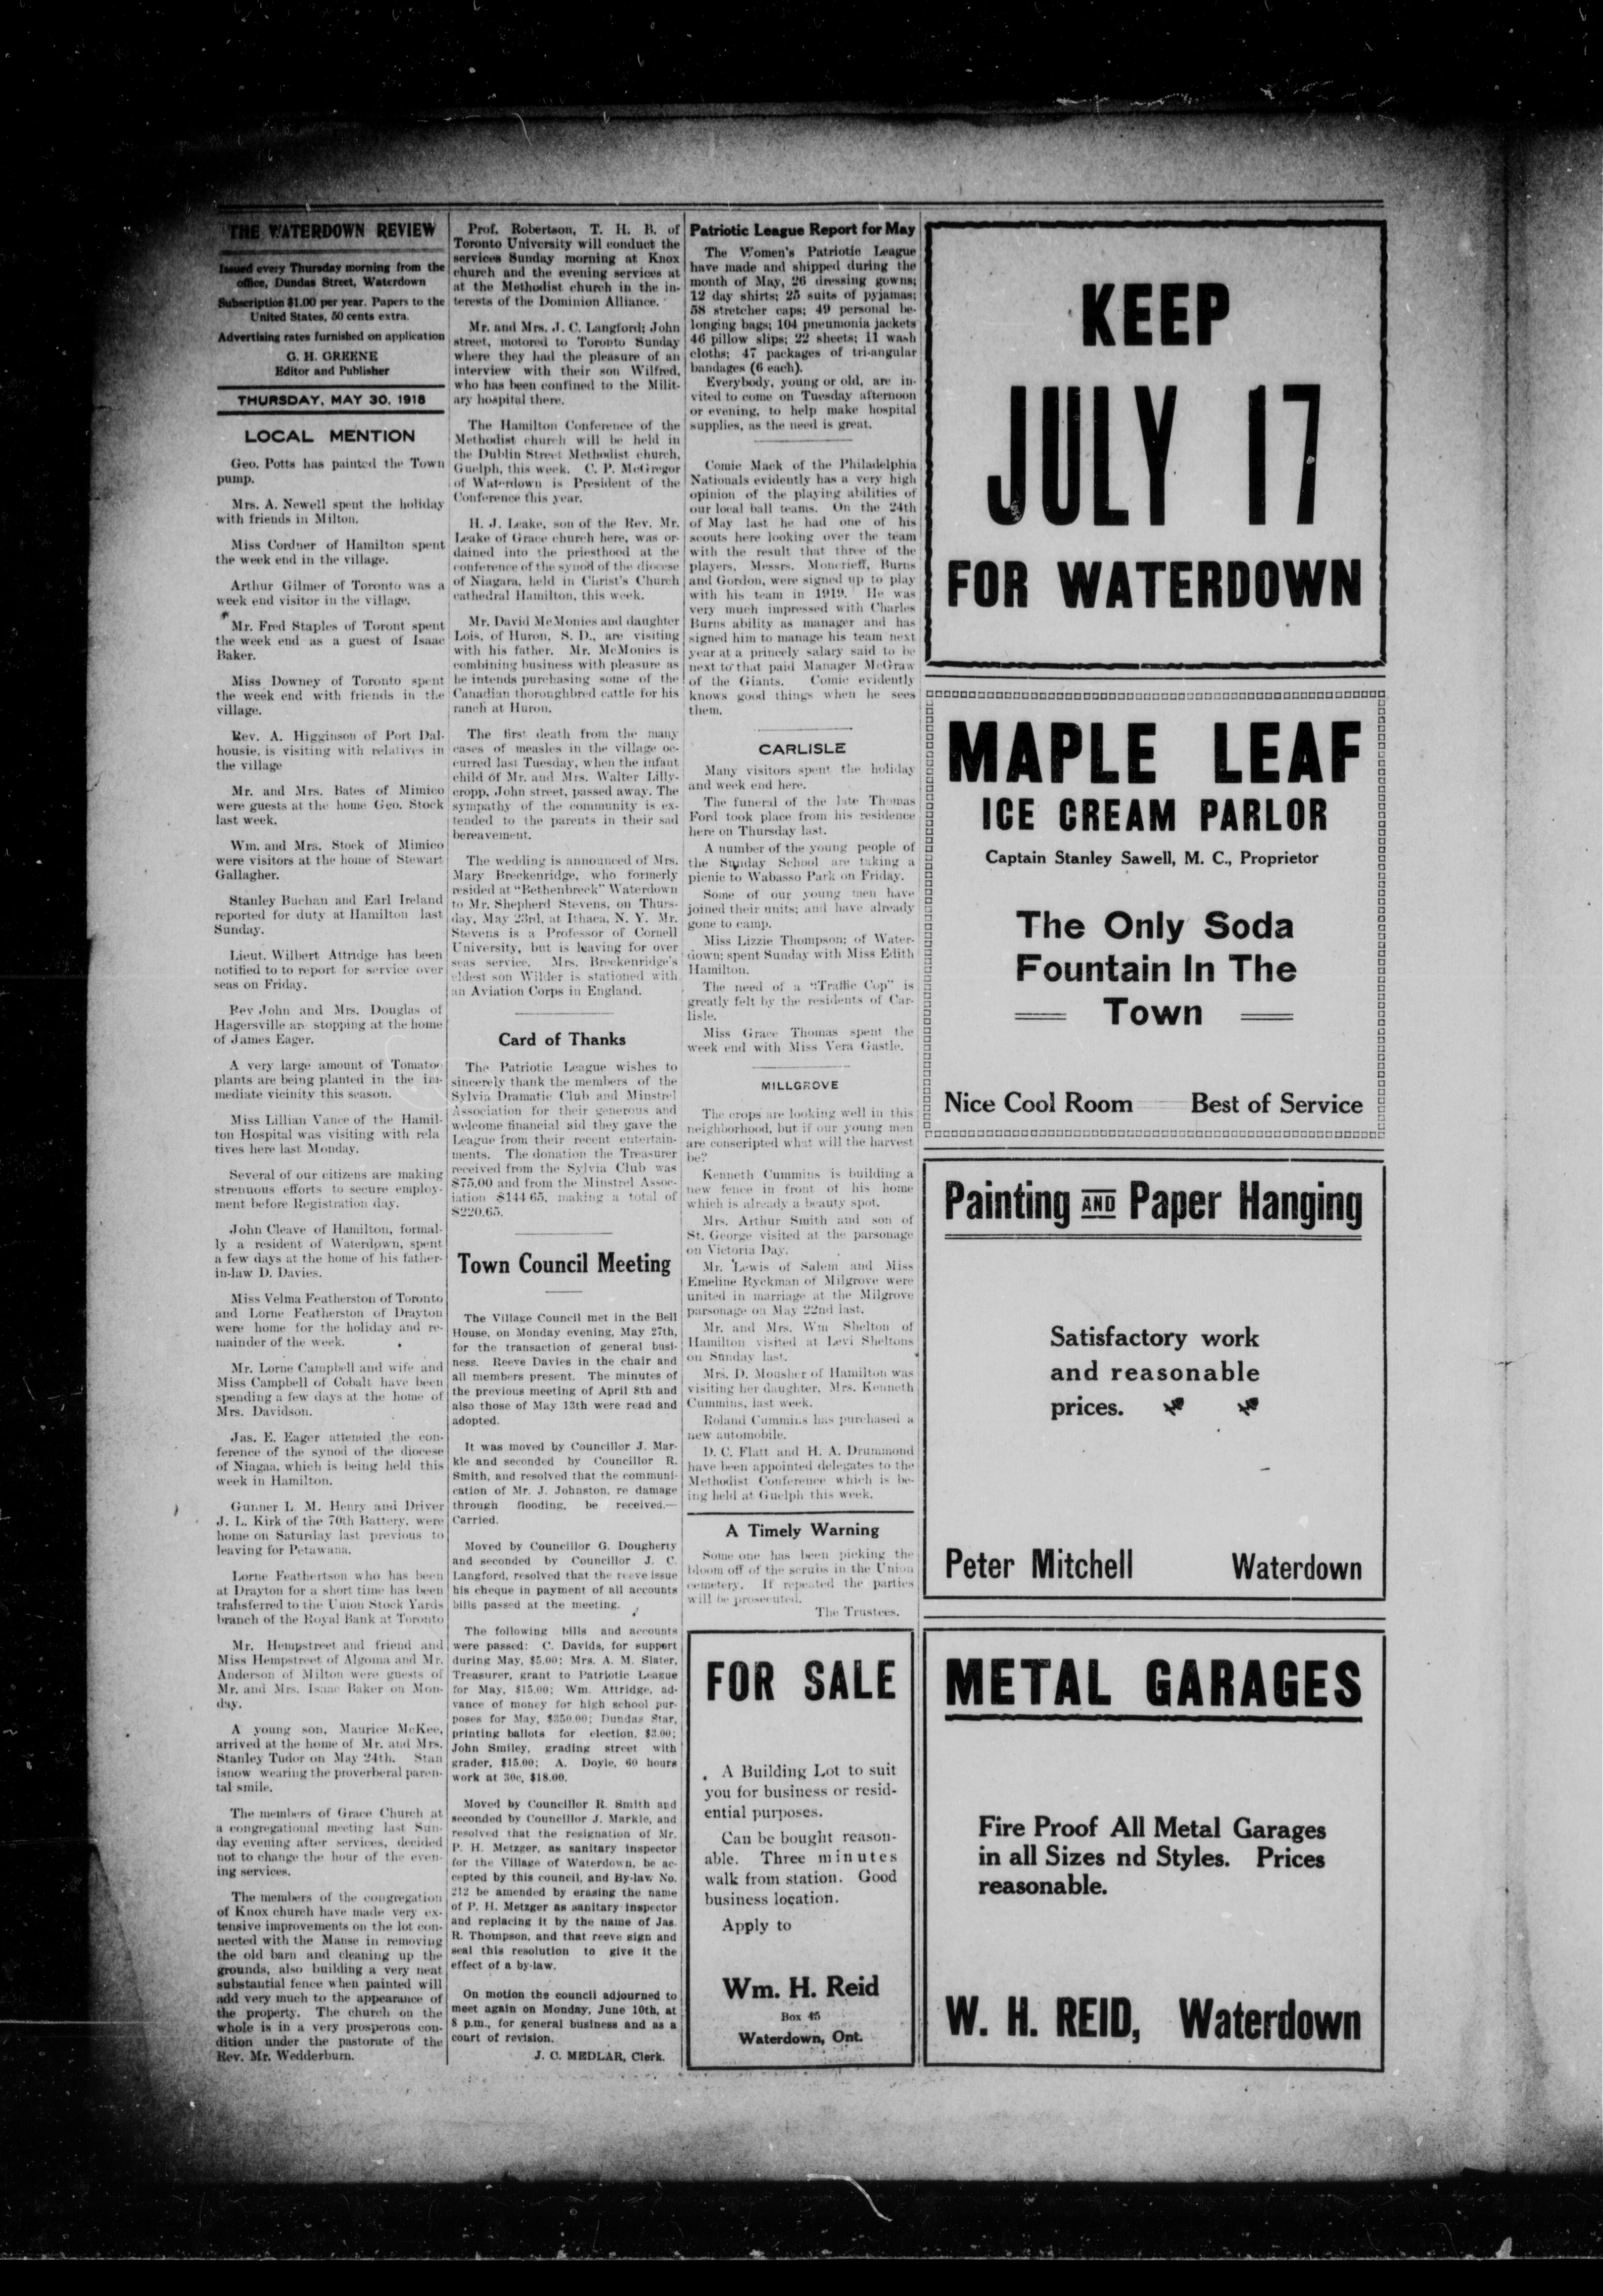 THE WATERDOWN REVIEW
Issued every Thursday morning from the
office, Dundas Street, Waterdown
Subscription $1.00 per year. Papers to the
United States, 50 cents extra.
Advertising rates furnished on application
G. H. GREENE
Editor and Publisher
THURSDAY, MAY 30, 1918
LOCAL MENTION
Geo. Potts has painted the Town
pump.
Mrs. A. Newell spent the holiday
with friends in Milton.
Miss Cordner of Hamilton spent
the week end in the village.
Arthur Gilmer of Toronto was a
week end visitor in the village.
Mr. Fred Staples of Toront spent
the week end as a guest of Isaac
Baker.
Miss Downey of Toronto spent
the week end with friends in the
village.
Rev. A. Higginson of Port Dal-
housie, is visiting with relatives in
the village
Mr. and Mrs. Bates of Mimico
were guests at the home Geo. Stock
last week.
Wm. and Mrs. Stock of Mimico
were visitors at the home of Stewart
Gallagher.
Stanley Buchan and Earl Ireland
reported for duty at Hamilton last
Sunday.
Lieut. Wilbert Attridge has been
notified to to report for service over
seas on Friday.
Rev John and Mrs. Douglas of
Hagersville are stopping at the home
of James Eager.
A very large amount of Tomatoe
plants are being planted in the im-
mediate vicinity this season.
Miss Lillian Vance of the Hamil-
ton Hospital was visiting with rela
tives here last Monday.
Several of our citizens are making
strenuous efforts to secure employ-
ment before Registration day.
John Cleave of Hamilton, formal-
ly a resident of Waterdown, spent
a few days at the home of his father-
in-law D. Davies.
Miss Velma Featherston of Toronto
and Lorne Featherston of Drayton
were home for the holiday and re-
mainder of the week.
Mr. Lorne Campbell and wife and
Miss Campbell of Cobalt have been
spending a few days at the home of
Mrs. Davidson.
Jas. E. Eager attended the con-
ference of the synod of the diocese
of Niagaa, which is being held this
week in Hamilton.
Gunner L. M. Henry and Driver
J. L. Kirk of the 70th Battery, were
home on Saturday last previous to
leaving for Petawana.
Lorne Feathertson who has been
at Drayton for a short time has been
transferred to the Union Stock Yards
branch of the Royal Bank at Toronto
Mr. Hempstreet and friend and
Miss Hempstreet of Algoma and Mr.
Anderson of Milton were guests of
Mr. and Mrs. Isaac Baker on Mon-
day.
A young son, Maurice McKee,
arrived at the home of Mr. and Mrs.
Stanley Tudor on May 24th. Stan
isnow wearing the proverberal paren-
tal smile.
The members of Grace Church at
a congregational meeting last Sun-
day evening after services, decided
not to change the hour of the even-
ing services.
The members of the congregation
of Knox church have made very ex-
tensive improvements on the lot con-
nected with the Manse in removing
the old barn and cleaning up the
grounds, also building a very neat
substantial fence when painted will
add very much to the appearance of
the property. The church on the
whole is in a very prosperous con-
dition under the pastorate of the
Rev. Mr. Wedderburn.
Prof. Robertson, T. H. B. of
Toronto University will conduct the
services Sunday morning at Knox
church and the evening services at
at the Methodist church in the in-
terests of the Dominion Alliance.
Mr. and Mrs. J. C. Langford; John
street, motored to Toronto Sunday
where they had the pleasure of an
interview with their son Wilfred,
who has been confined to the Milit-
ary hospital there.
The Hamilton Conference of the
Methodist church will be held in
the Dublin Street Methodist church,
Guelph, this week. C. P. McGregor
of Waterdown is President of the
Conference this year.
H. J. Leake, son of the Rev. Mr.
Leake of Grace church here, was or-
dained into the priesthood at the
conference of the synod of the diocese
of Niagara, held in Christ's Church
cathedral Hamilton, this week.
Mr. David McMonies and daughter
Lois, of Huron, S. D., are visiting
with his father. Mr. McMonies is
combining business with pleasure as
he intends purchasing some of the
Canadian thoroughbred cattle for his
ranch at Huron.
The first death from the many
cases of measles in the village oc-
curred last Tuesday, when the infant
child of Mr. and Mrs. Walter Lilly-
cropp, John street, passed away. The
sympathy of the community is ex-
tended to the parents in their sad
bereavement.
The wedding is announced of Mrs.
Mary Breckenridge, who formerly
resided at "Bethenbreck" Waterdown
to Mr. Shepherd Stevens, on Thurs-
day, May 23rd, at Ithaca, N. Y. Mr.
Stevens is a Professor of Cornell
University, but is leaving for over
seas service. Mrs. Breckenridge's
eldest son Wilder is stationed with
an Aviation Corps in England.
Card of Thanks
The Patriotic League wishes to
sincerely thank the members of the
Sylvia Dramatic Club and Minstrel
Association for their generous and
welcome financial aid they gave the
League from their recent entertain-
ments. The donation the Treasurer
received from the Sylvia Club was
$75.00 and from the Minstrel Assoc-
iation $144 65, making a total of
$220.65.
Town Council Meeting
The Village Council met in the Bell
House, on Monday evening, May 27th,
for the transaction of general busi-
ness. Reeve Davies in the chair and
all members present. The minutes of
the previous meeting of April 8th and
also those of May 13th were read and
adopted.
It was moved by Councillor J. Mar-
kle and seconded by Councillor R.
Smith, and resolved that the communi-
cation of Mr. J. Johnston, re damage
through flooding, be received.—
Carried.
Moved by Councillor G. Dougherty
and seconded by Councillor J. C.
Langford, resolved that the reeve issue
his cheque in payment of all accounts
bills passed at the meeting.
The following bills and accounts
were passed: C. Davids, for support
during May, $5.00; Mrs. A. M. Slater,
Treasurer, grant to Patriotic League
for May, $15.00; Wm. Attridge, ad-
vance of money for high school pur-
poses for May, $350.00; Dundas Star,
printing ballots for election, $3.00;
John Smiley, grading street with
grader, $15.00; A. Doyle, 60 hours
work at 30c, $18.00.
Moved by Councillor R. Smith and
seconded by Councillor J. Markle, and
resolved that the resignation of Mr.
P. H. Metzger, as sanitary inspector
for the Village of Waterdown, be ac-
cepted by this council, and By-law No.
212 be amended by erasing the name
of P. H. Metzger as sanitary inspector
and replacing it by the name of Jas.
R. Thompson, and that reeve sign and
seal this resolution to give it the
effect of a by-law.
On motion the council adjourned to
meet again on Monday, June 10th, at
8 p.m., for general business and as a
court of revision.
J. C. MEDLAR, Clerk.
Patriotic League Report for May
The Women's Patriotic League
have made and shipped during the
month of May, 26 dressing gowns;
12 day shirts; 25 suits of pyjamas;
58 stretcher caps; 49 personal be-
longing bags; 104 pneumonia jackets
46 pillow slips; 22 sheets; 11 wash
cloths; 47 packages of tri-angular
bandages (6 each).
Everybody, young or old, are in-
vited to come on Tuesday afternoon
or evening, to help make hospital
supplies, as the need is great.
Comic Mack of the Philadelphia
Nationals evidently has a very high
opinion of the playing abilities of
our local ball teams. On the 24th
of May last he had one of his
scouts here looking over the team
with the result that three of the
players, Messrs. Moncrieff, Burns
and Gordon, were signed up to play
with his team in 1919. He was
very much impressed with Charles
Burns ability as manager and has
signed him to manage his team next
year at a princely salary said to be
next to that paid Manager McGraw
of the Giants. Comic evidently
knows good things when he sees
them.
CARLISLE
Many visitors spent the holiday
and week end here.
The funeral of the late Thomas
Ford took place from his residence
here on Thursday last.
A number of the young people of
the Sunday School are taking a
picnic to Wabasso Park on Friday.
Some of our young men have
joined their units; and have already
gone to camp.
Miss Lizzie Thompson; of Water-
down; spent Sunday with Miss Edith
Hamilton.
The need of a "Traffic Cop" is
greatly felt by the residents of Car-
lisle.
Miss Grace Thomas spent the
week end with Miss Vera Gastle.
MILLGROVE
The crops are looking well in this
neighborhood, but if our young men
are conscripted what will the harvest
be?
Kenneth Cummins is building a
new fence in front of his home
which is already a beauty spot.
Mrs. Arthur Smith and son of
St. George visited at the parsonage
on Victoria Day.
Mr. Lewis of Salem and Miss
Emeline Ryckman of Milgrove were
united in marriage at the Milgrove
parsonage on May 22nd last.
Mr. and Mrs. Wm Shelton of
Hamilton visited at Levi Sheltons
on Sunday last.
Mrs. D. Mousher of Hamilton was
visiting her daughter, Mrs. Kenneth
Cummins, last week.
Roland Cummins has purchased a
new automobile.
D. C. Flatt and H. A. Drummond
have been appointed delegates to the
Methodist Conference which is be-
ing held at Guelph this week.
A Timely Warning
Some one has been picking the
bloom off of the scrubs in the Union
cemetery. If repeated the parties
will be prosecuted.
The Trustees.
FOR SALE
A Building Lot to suit
you for business or resid-
ential purposes.
Can be bought reason-
able. Three minutes
walk from station. Good
business location.
Apply to
Wm. H. Reid
Box 45
Waterdown, Ont.
KEEP
JULY 17
FOR WATERDOWN
MAPLE LEAF
ICE CREAM PARLOR
Captain Stanley Sawell, M. C., Proprietor
The Only Soda
Fountain In The
Town
Nice Cool Room Best of Service
Painting AND Paper Hanging
Satisfactory work
and reasonable
prices.
Peter Mitchell Waterdown
METAL GARAGES
Fire Proof All Metal Garages
in all Sizes nd Styles. Prices
reasonable.
W. H. REID, Waterdown